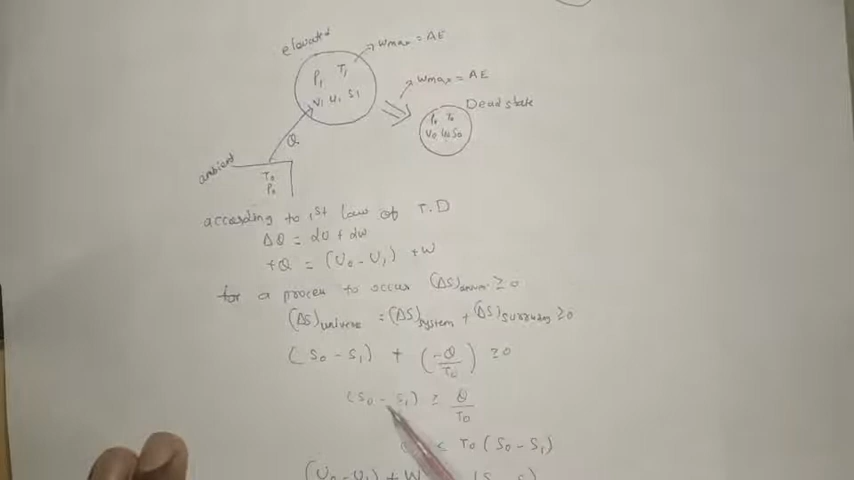 elevated
Wmax = AE
P1 T1
V1 U1 S1
Wmax = AE
Dead state
P0 T0
V0 U0 S0
Q
ambient
T0
P0
according to 1st law of T.D
ΔQ = dU + dW
+Q = (U0 - U1) + W
for a process to occur (ΔS)univ. ≥ 0
(ΔS)universe = (ΔS)system + (ΔS)surrounding ≥ 0
(S0 - S1) + (-Q/T0) ≥ 0
(S0 - S1) ≥ Q/T0
≤ T0 (S0 - S1)
(U0 - U1) + W